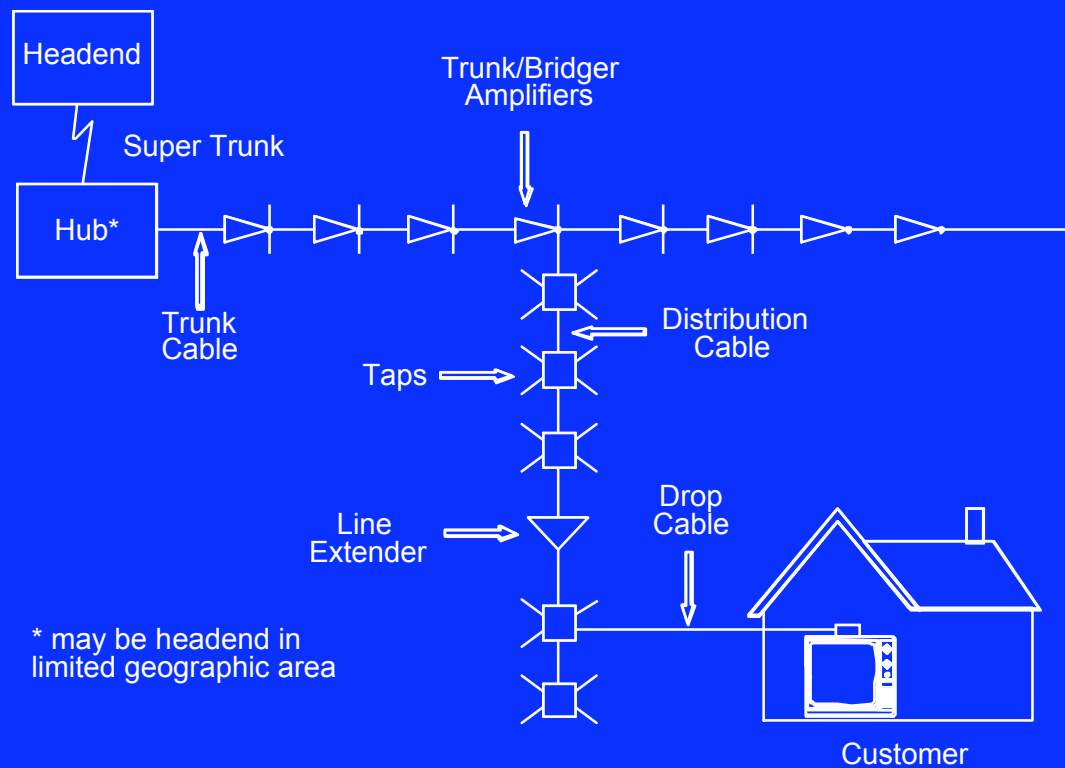 Headend
Trunk/Bridger
Amplifiers
Super Trunk
Hub*
Trunk
Cable
Distribution
Cable
Taps
Drop
Cable
Line
Extender
* may be headend in
limited geographic area
Customer